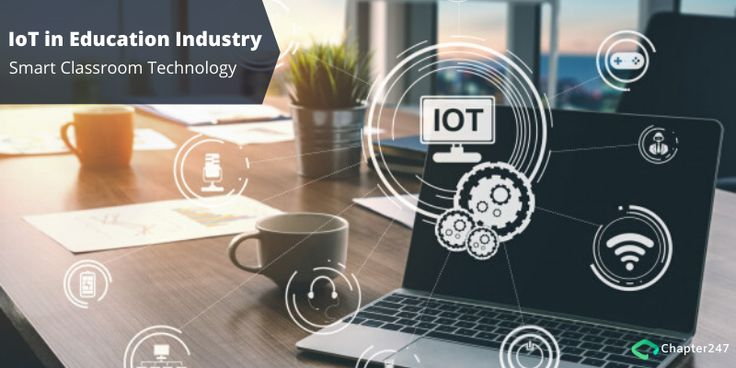 IoT in Education Industry
Smart Classroom Technology
IOT
Chapter247